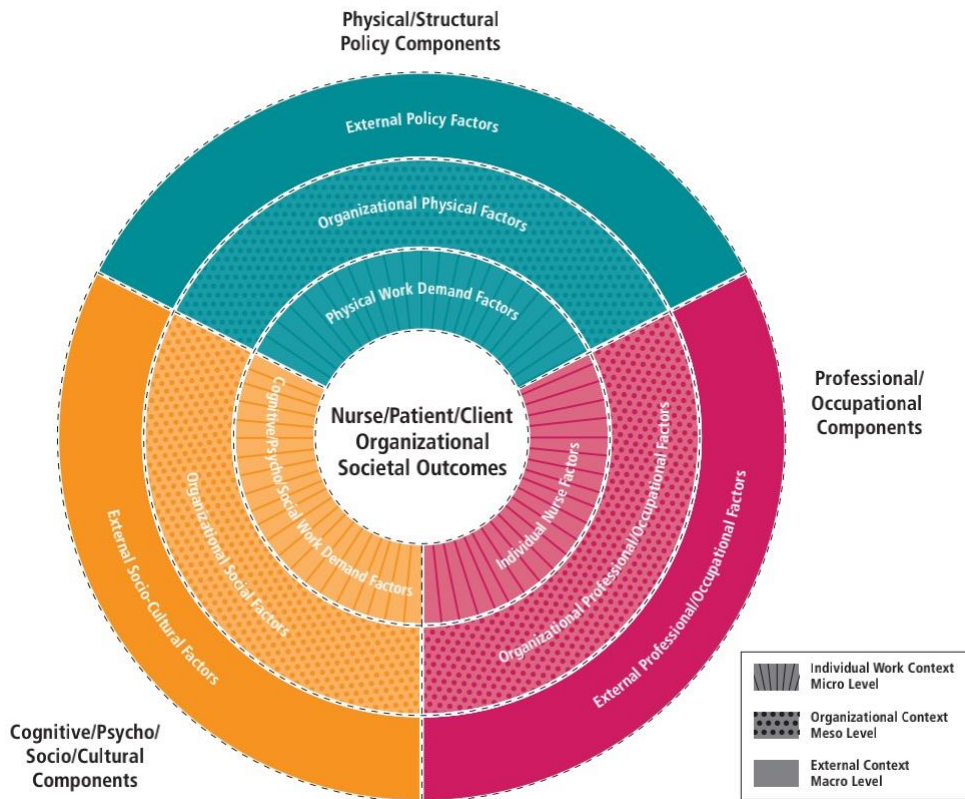 Physical/Structural
Policy Components
External Policy Factors
Organizational Physical Factors
Physical Work Demand Factors
Nurse/Patient/Client
Organizational
Societal Outcomes
Professional/
Occupational
Components
Individual Nurse Factors
Organizational Professional/Occupational Factors
External Professional/Occupational Factors
Cognitive/Psycho/Social Work Demand Factors
Organizational Social Factors
External Socio-Cultural Factors
Cognitive/Psycho/
Socio/Cultural
Components
Individual Work Context
Micro Level
Organizational Context
Meso Level
External Context
Macro Level